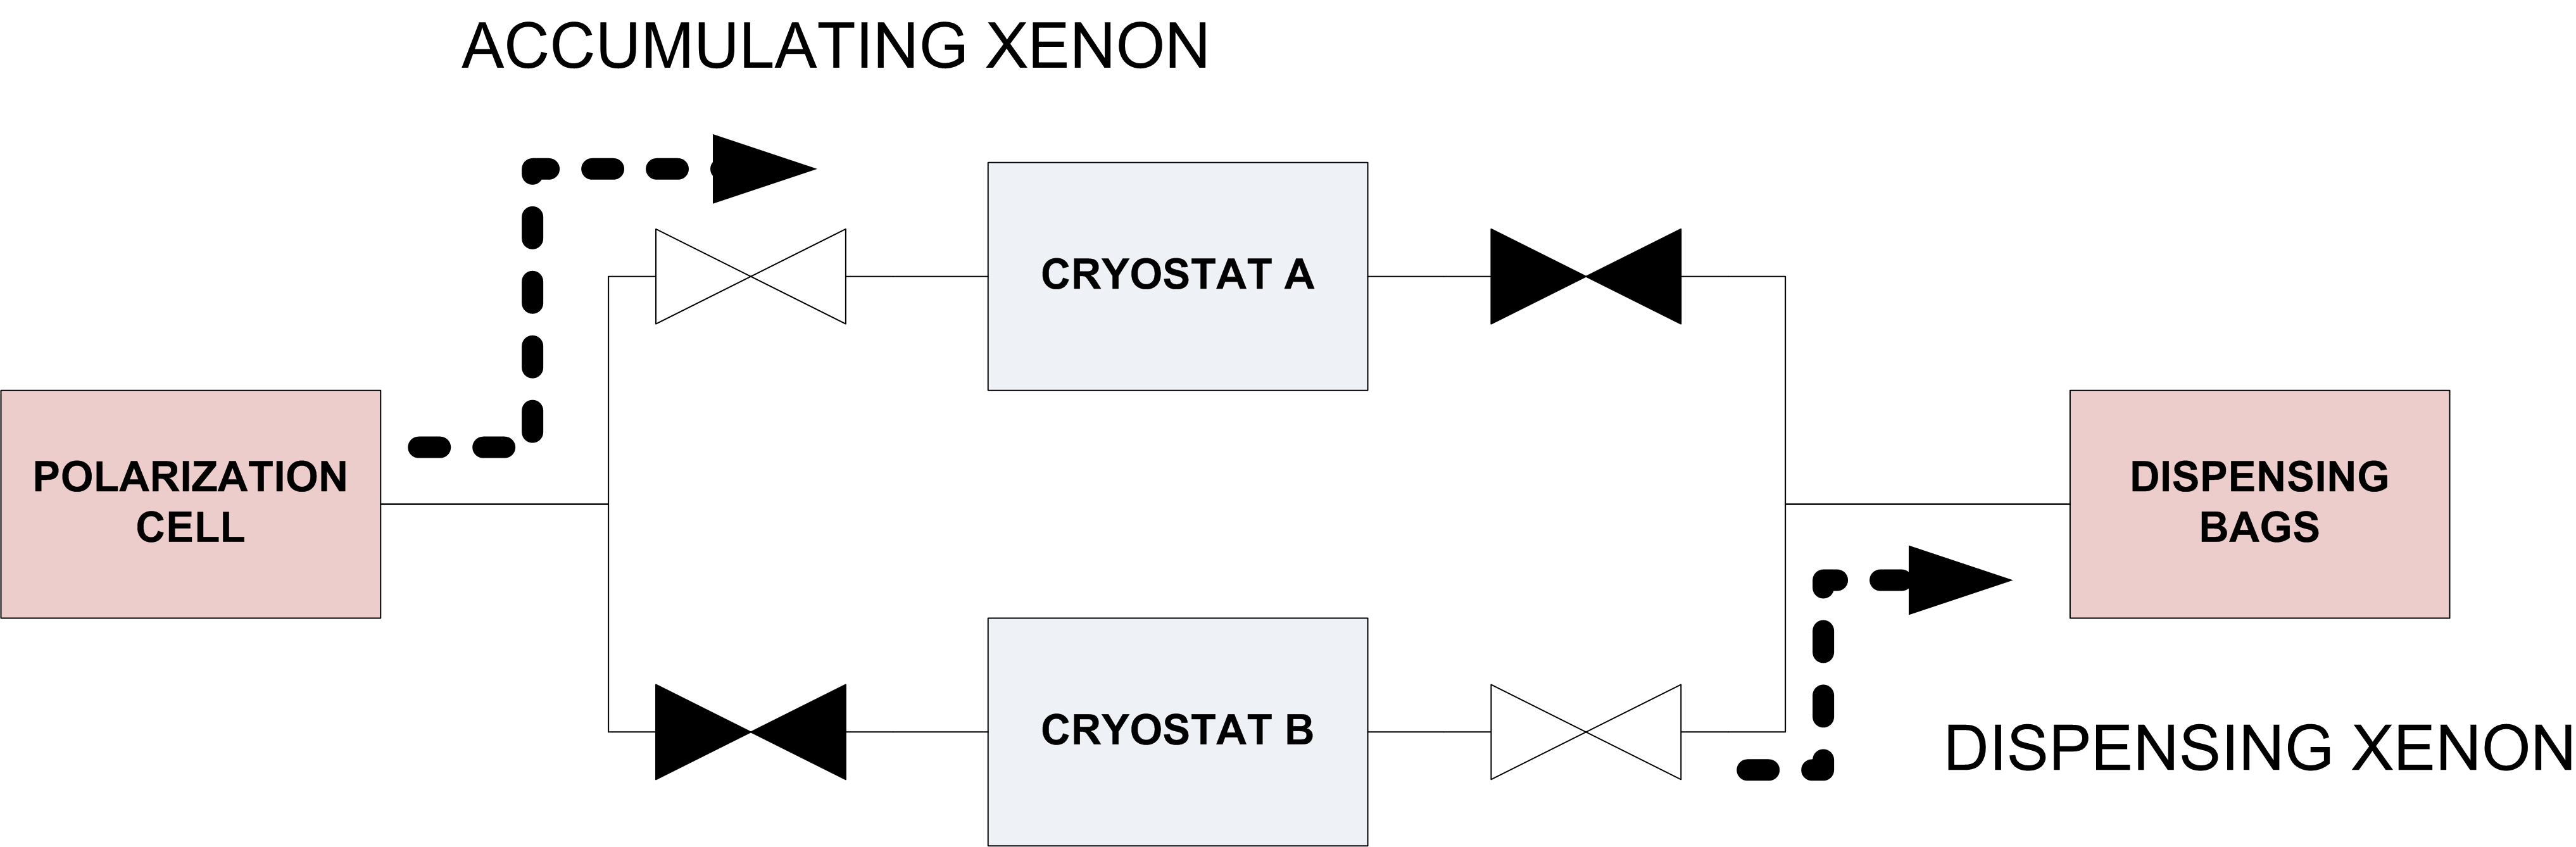 ACCUMULATING XENON
CRYOSTAT A
POLARIZATION
CELL
DISPENSING
BAGS
CRYOSTAT B
DISPENSING XENON